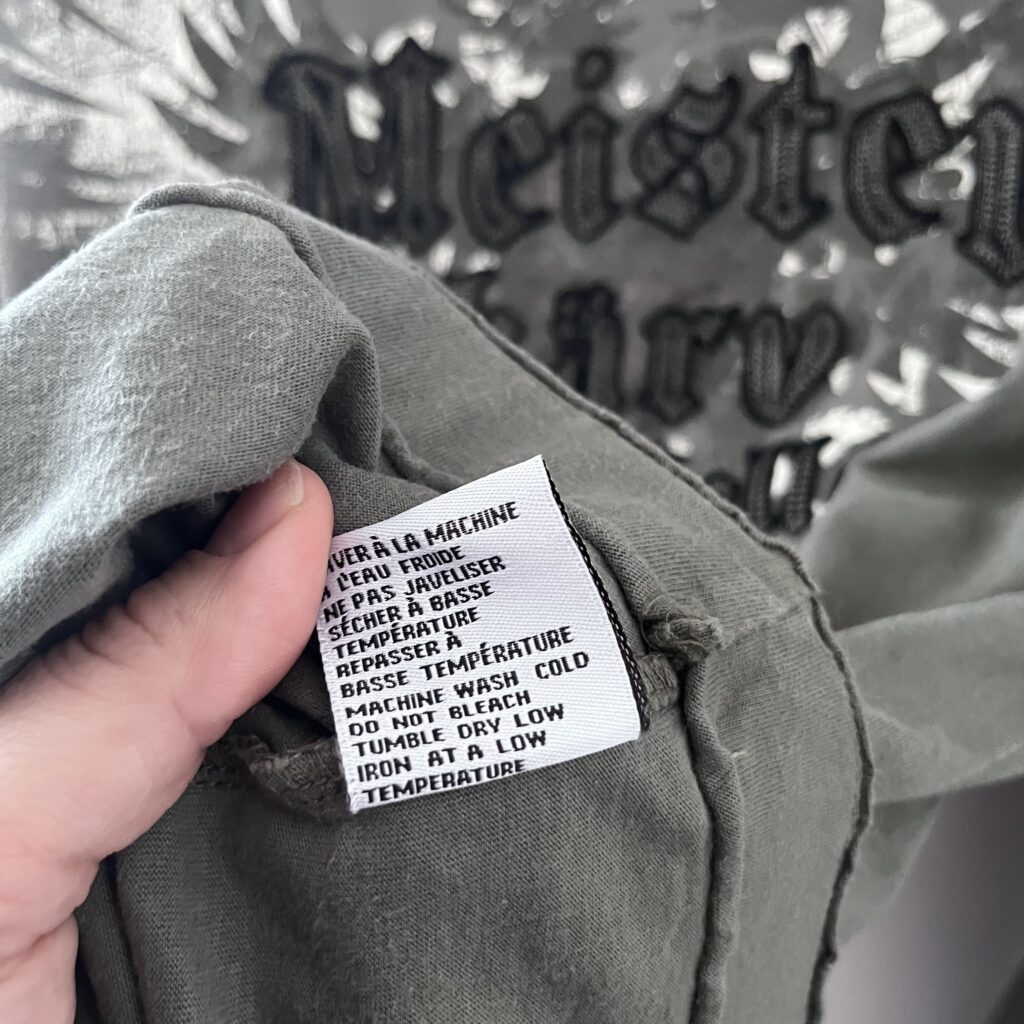 Meister
ärv
VER À LA MACHINE
À L'EAU FROIDE
NE PAS JAVELISER
SÉCHER À BASSE
TEMPÉRATURE
REPASSER À
BASSE TEMPÉRATURE
MACHINE WASH COLD
DO NOT BLEACH
TUMBLE DRY LOW
IRON AT A LOW
TEMPERATURE